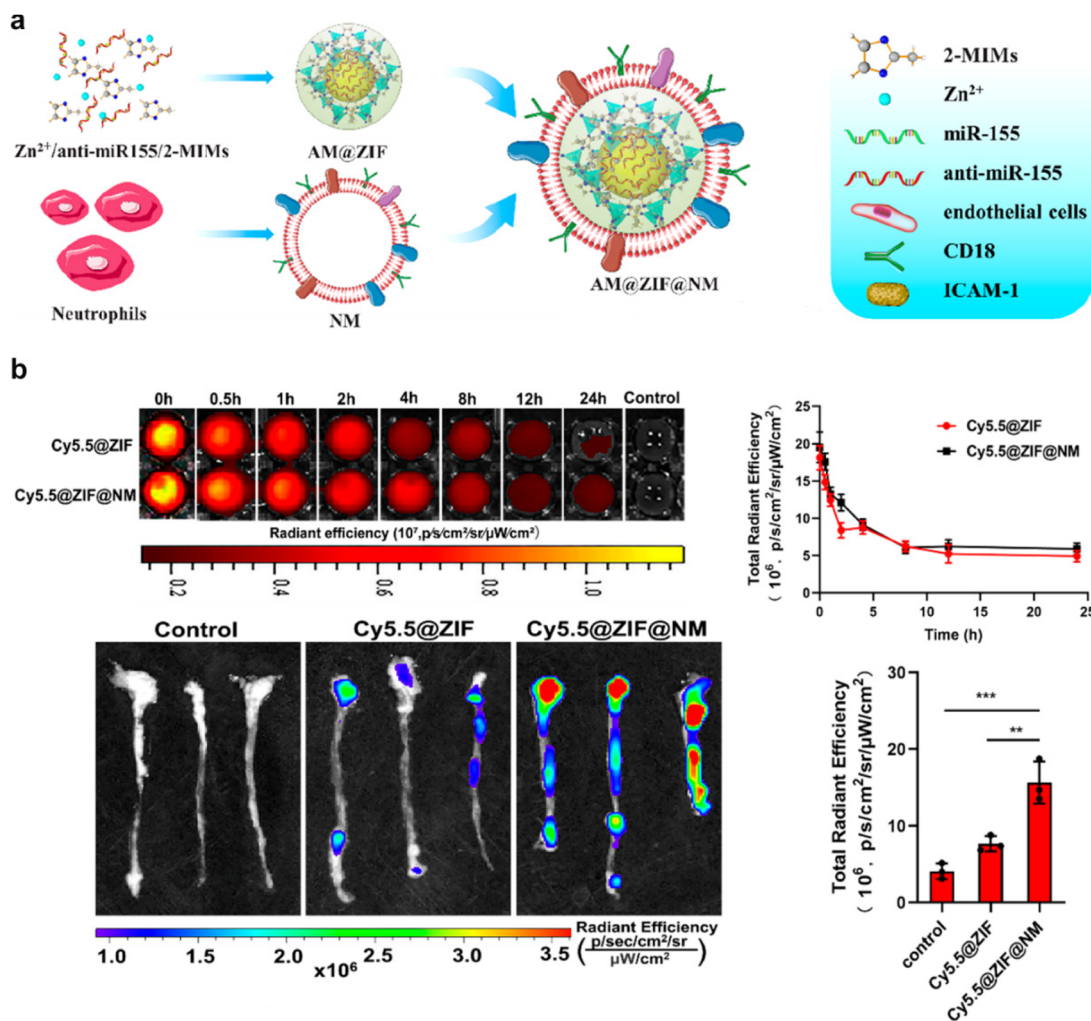 a
Zn²⁺/anti-miR155/2-MIMs
AM@ZIF
Neutrophils
NM
AM@ZIF@NM
2-MIMs
Zn²⁺
miR-155
anti-miR-155
endothelial cells
CD18
ICAM-1
b
0h 0.5h 1h 2h 4h 8h 12h 24h Control
Cy5.5@ZIF
Cy5.5@ZIF@NM
Radiant efficiency (10⁷,p/s/cm²/sr/μW/cm²)
0.2 0.4 0.6 0.8 1.0
Total Radiant Efficiency
( 10⁶, p/s/cm²/sr/μW/cm²)
25
20
15
10
5
0
0 5 10 15 20 25
Time (h)
Cy5.5@ZIF
Cy5.5@ZIF@NM
Control Cy5.5@ZIF Cy5.5@ZIF@NM
1.0 1.5 2.0 2.5 3.0 3.5
x10⁶
Radiant Efficiency
(p/sec/cm²/sr
μW/cm²)
Total Radiant Efficiency
( 10⁶, p/s/cm²/sr/μW/cm²)
30
20
10
0
***
**
control
Cy5.5@ZIF
Cy5.5@ZIF@NM